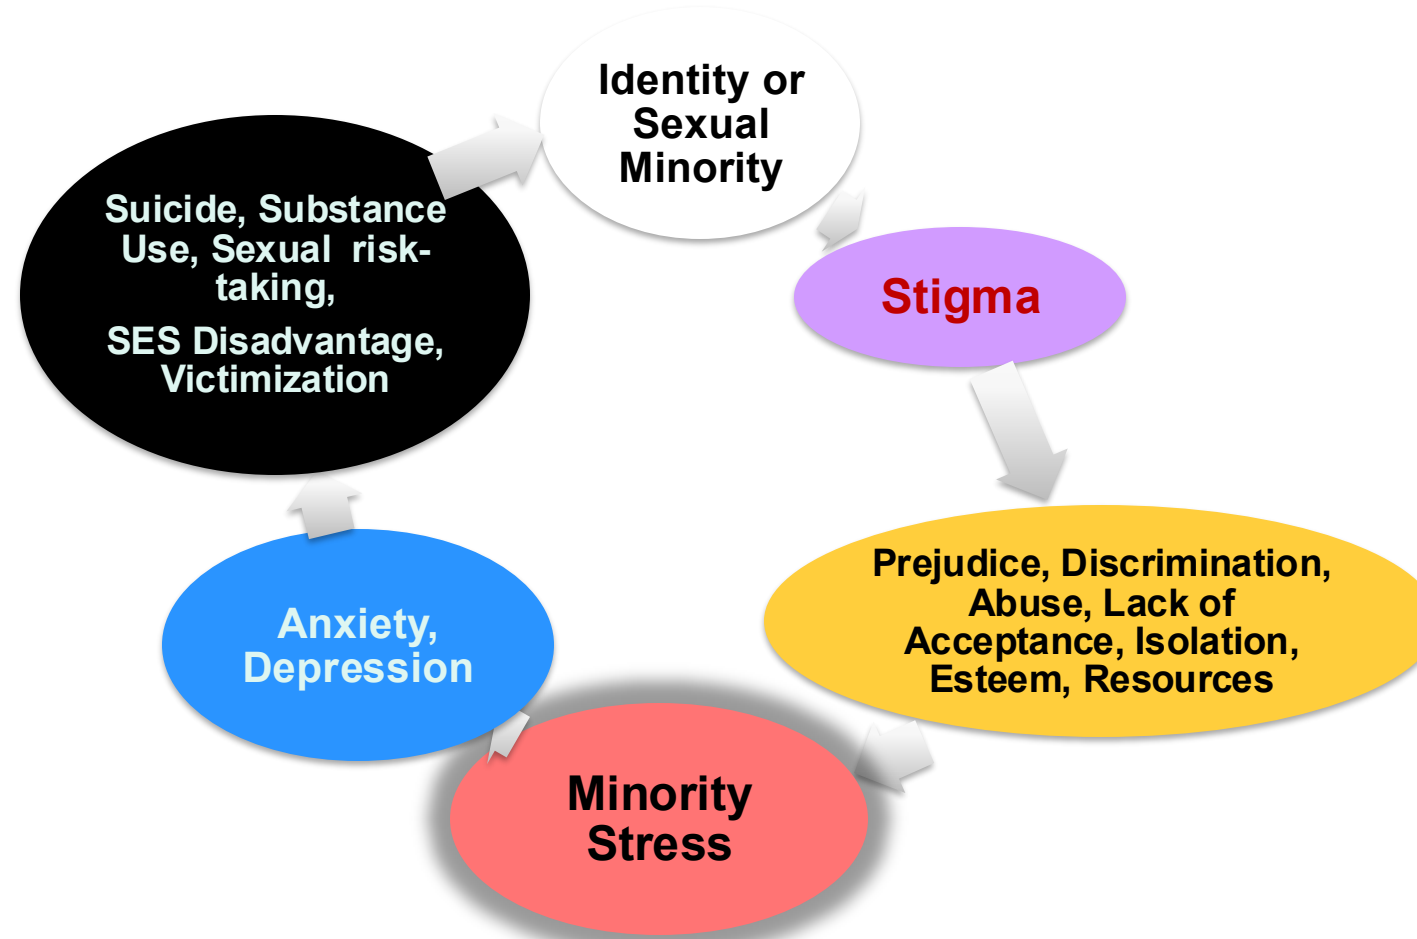 Identity or
Sexual
Minority
Stigma
Prejudice, Discrimination,
Abuse, Lack of
Acceptance, Isolation,
Esteem, Resources
Minority
Stress
Anxiety,
Depression
Suicide, Substance
Use, Sexual risk-
taking,
SES Disadvantage,
Victimization